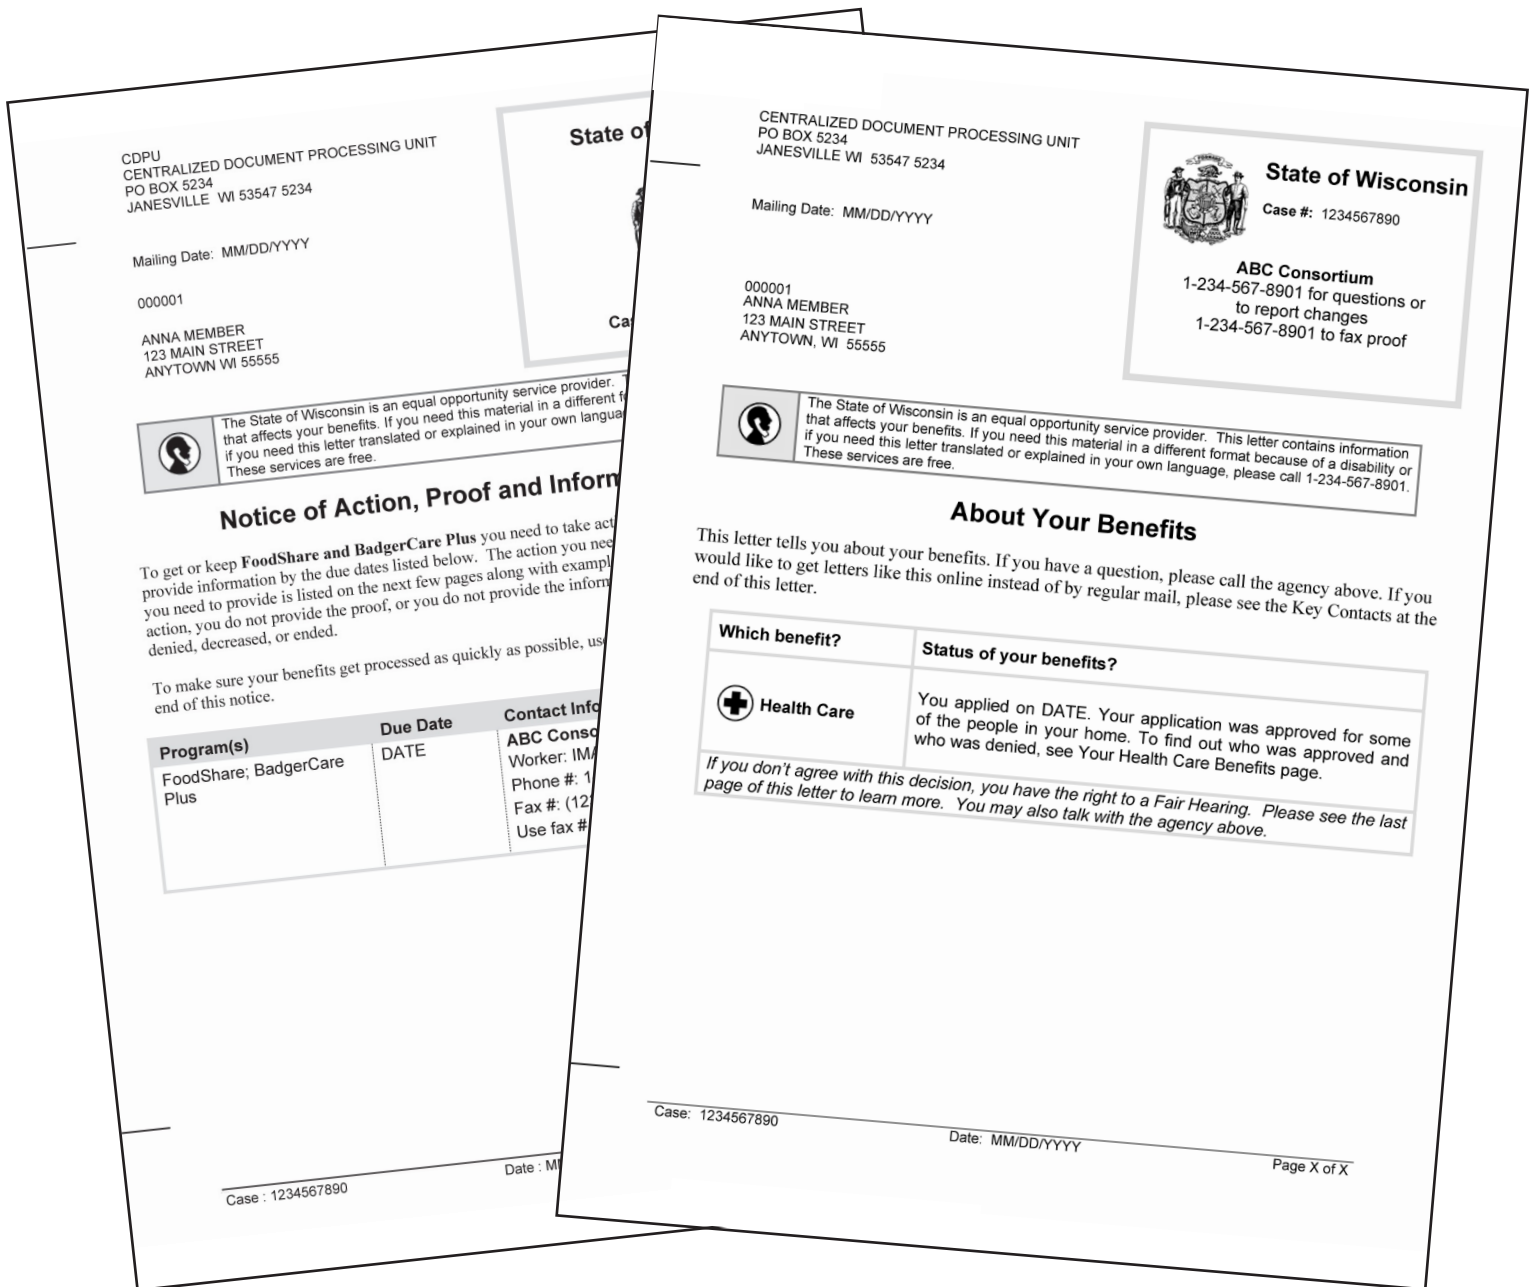 CDPU
CENTRALIZED DOCUMENT PROCESSING UNIT
PO BOX 5234
JANESVILLE WI 53547 5234
Mailing Date: MM/DD/YYYY
000001
ANNA MEMBER
123 MAIN STREET
ANYTOWN WI 55555
State of
The State of Wisconsin is an equal opportunity service provider.
that affects your benefits. If you need this material in a different
if you need this letter translated or explained in your own
These services are free.
Notice of Action, Proof and
To get or keep FoodShare and BadgerCare Plus you need to take
provide information by the due dates listed below. The action you
you need to provide is listed on the next few pages along with
action, you do not provide the proof, or you do not provide the
denied, decreased, or ended.
To make sure your benefits get processed as quickly as possible,
end of this notice.
Program(s)
Due Date
Contact
FoodShare; BadgerCare
Plus
DATE
ABC
Worker:
Phone #: 1
Fax #: (12
Use fax #
Case : 1234567890
Date :
CENTRALIZED DOCUMENT PROCESSING UNIT
PO BOX 5234
JANESVILLE WI 53547 5234
Mailing Date: MM/DD/YYYY
000001
ANNA MEMBER
123 MAIN STREET
ANYTOWN, WI 55555
State of Wisconsin
Case #: 1234567890
ABC Consortium
1-234-567-8901 for questions or
to report changes
1-234-567-8901 to fax proof
The State of Wisconsin is an equal opportunity service provider. This letter contains information
that affects your benefits. If you need this material in a different format because of a disability or
if you need this letter translated or explained in your own language, please call 1-234-567-8901.
These services are free.
About Your Benefits
This letter tells you about your benefits. If you have a question, please call the agency above. If you
would like to get letters like this online instead of by regular mail, please see the Key Contacts at the
end of this letter.
Which benefit?
Status of your benefits?
Health Care
You applied on DATE. Your application was approved for some
of the people in your home. To find out who was approved and
who was denied, see Your Health Care Benefits page.
If you don't agree with this decision, you have the right to a Fair Hearing. Please see the last
page of this letter to learn more. You may also talk with the agency above.
Case: 1234567890
Date: MM/DD/YYYY
Page X of X